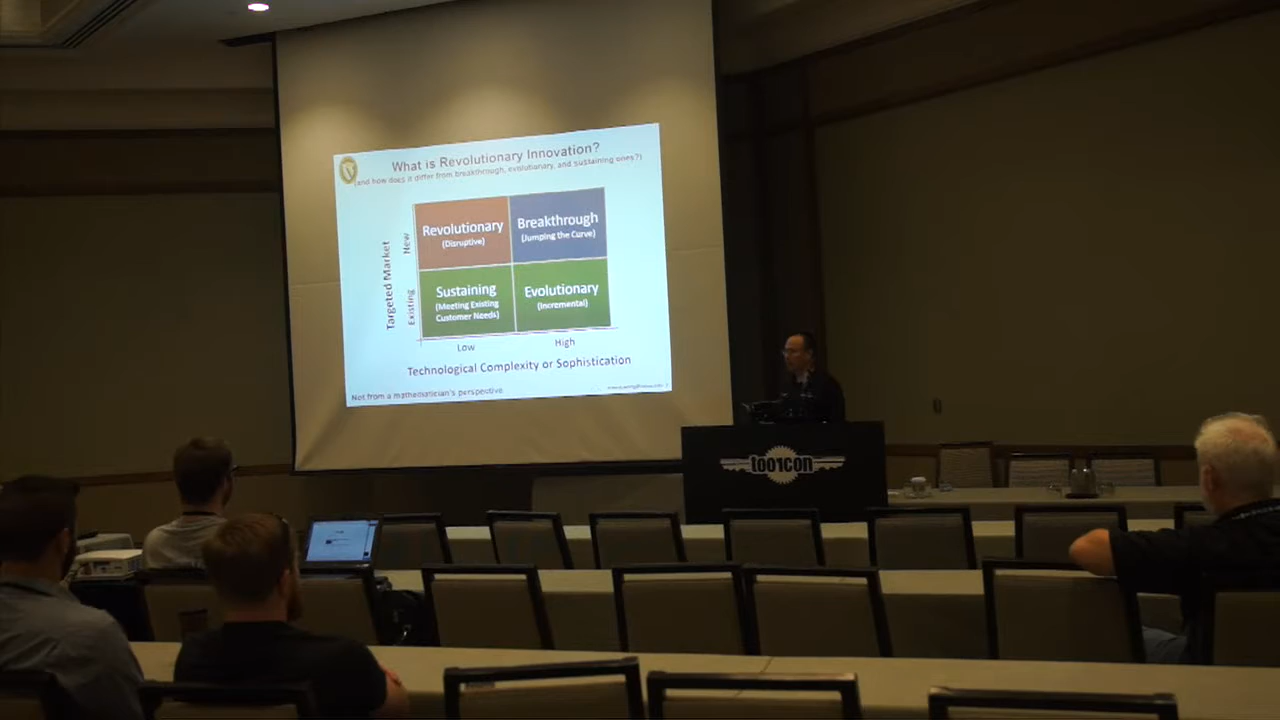 What is Revolutionary Innovation?
(and how does it differ from breakthrough, evolutionary, and sustaining ones?)
Targeted Market
New
Existing
Revolutionary
(Disruptive)
Breakthrough
(Jumping the Curve)
Sustaining
(Meeting Existing
Customer Needs)
Evolutionary
(Incremental)
Low
High
Technological Complexity or Sophistication
Not from a mathematician's perspective
too1con